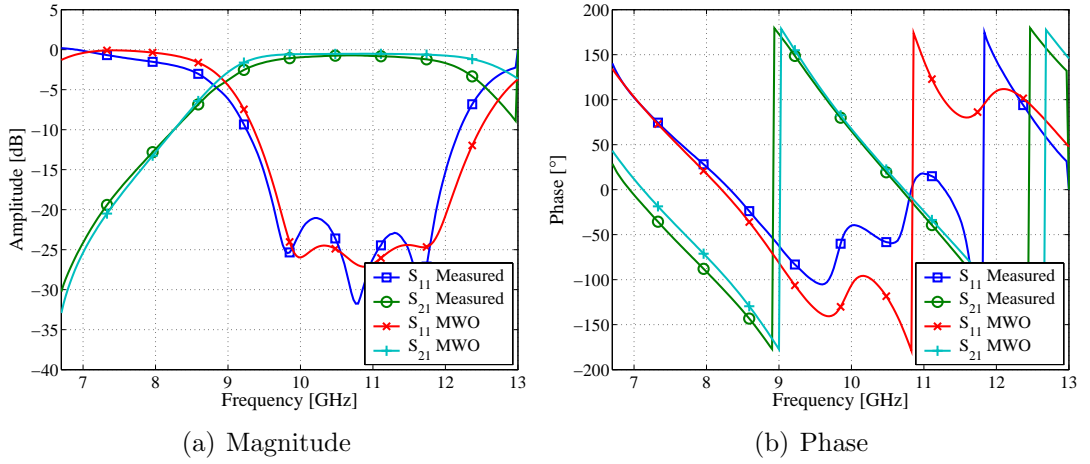 5
0
−5
−10
−15
−20
−25
−30
−35
−40
Amplitude [dB]
7 8 9 10 11 12 13
Frequency [GHz]
S11 Measured
S21 Measured
S11 MWO
S21 MWO
(a) Magnitude
200
150
100
50
0
−50
−100
−150
−200
Phase [°]
7 8 9 10 11 12 13
Frequency [GHz]
S11 Measured
S21 Measured
S11 MWO
S21 MWO
(b) Phase